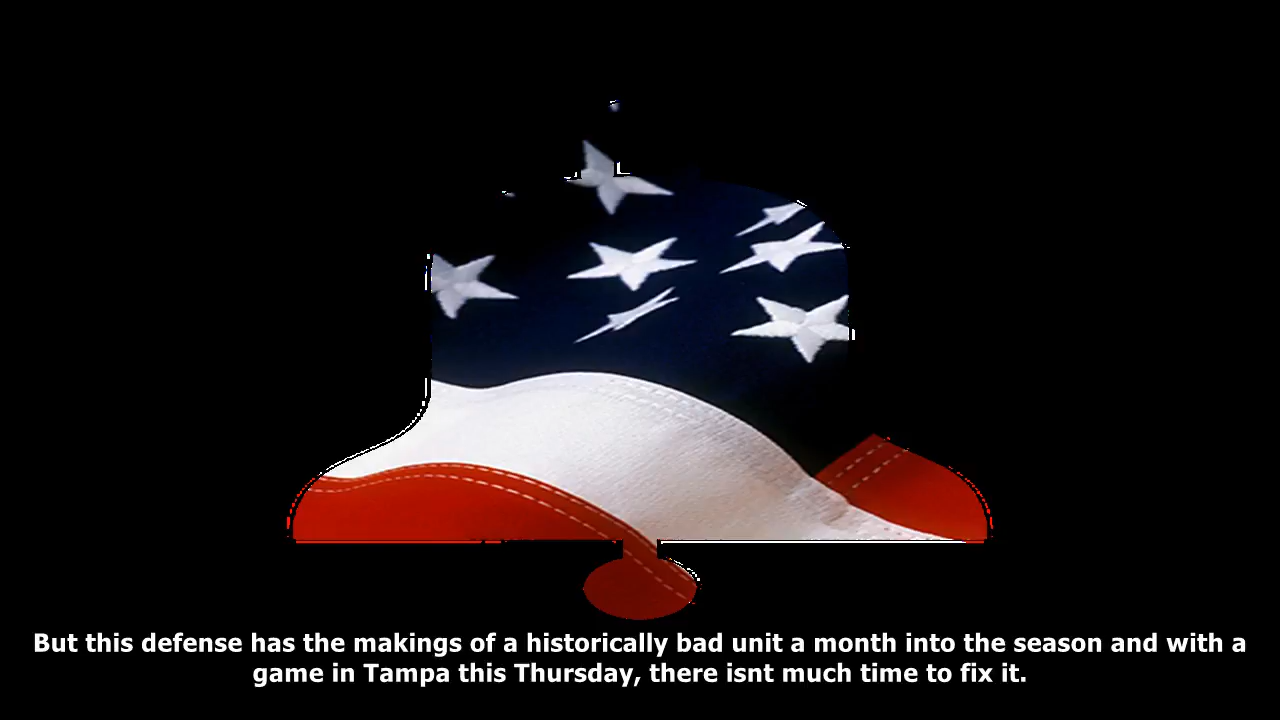 But this defense has the makings of a historically bad unit a month into the season and with a
game in Tampa this Thursday, there isnt much time to fix it.